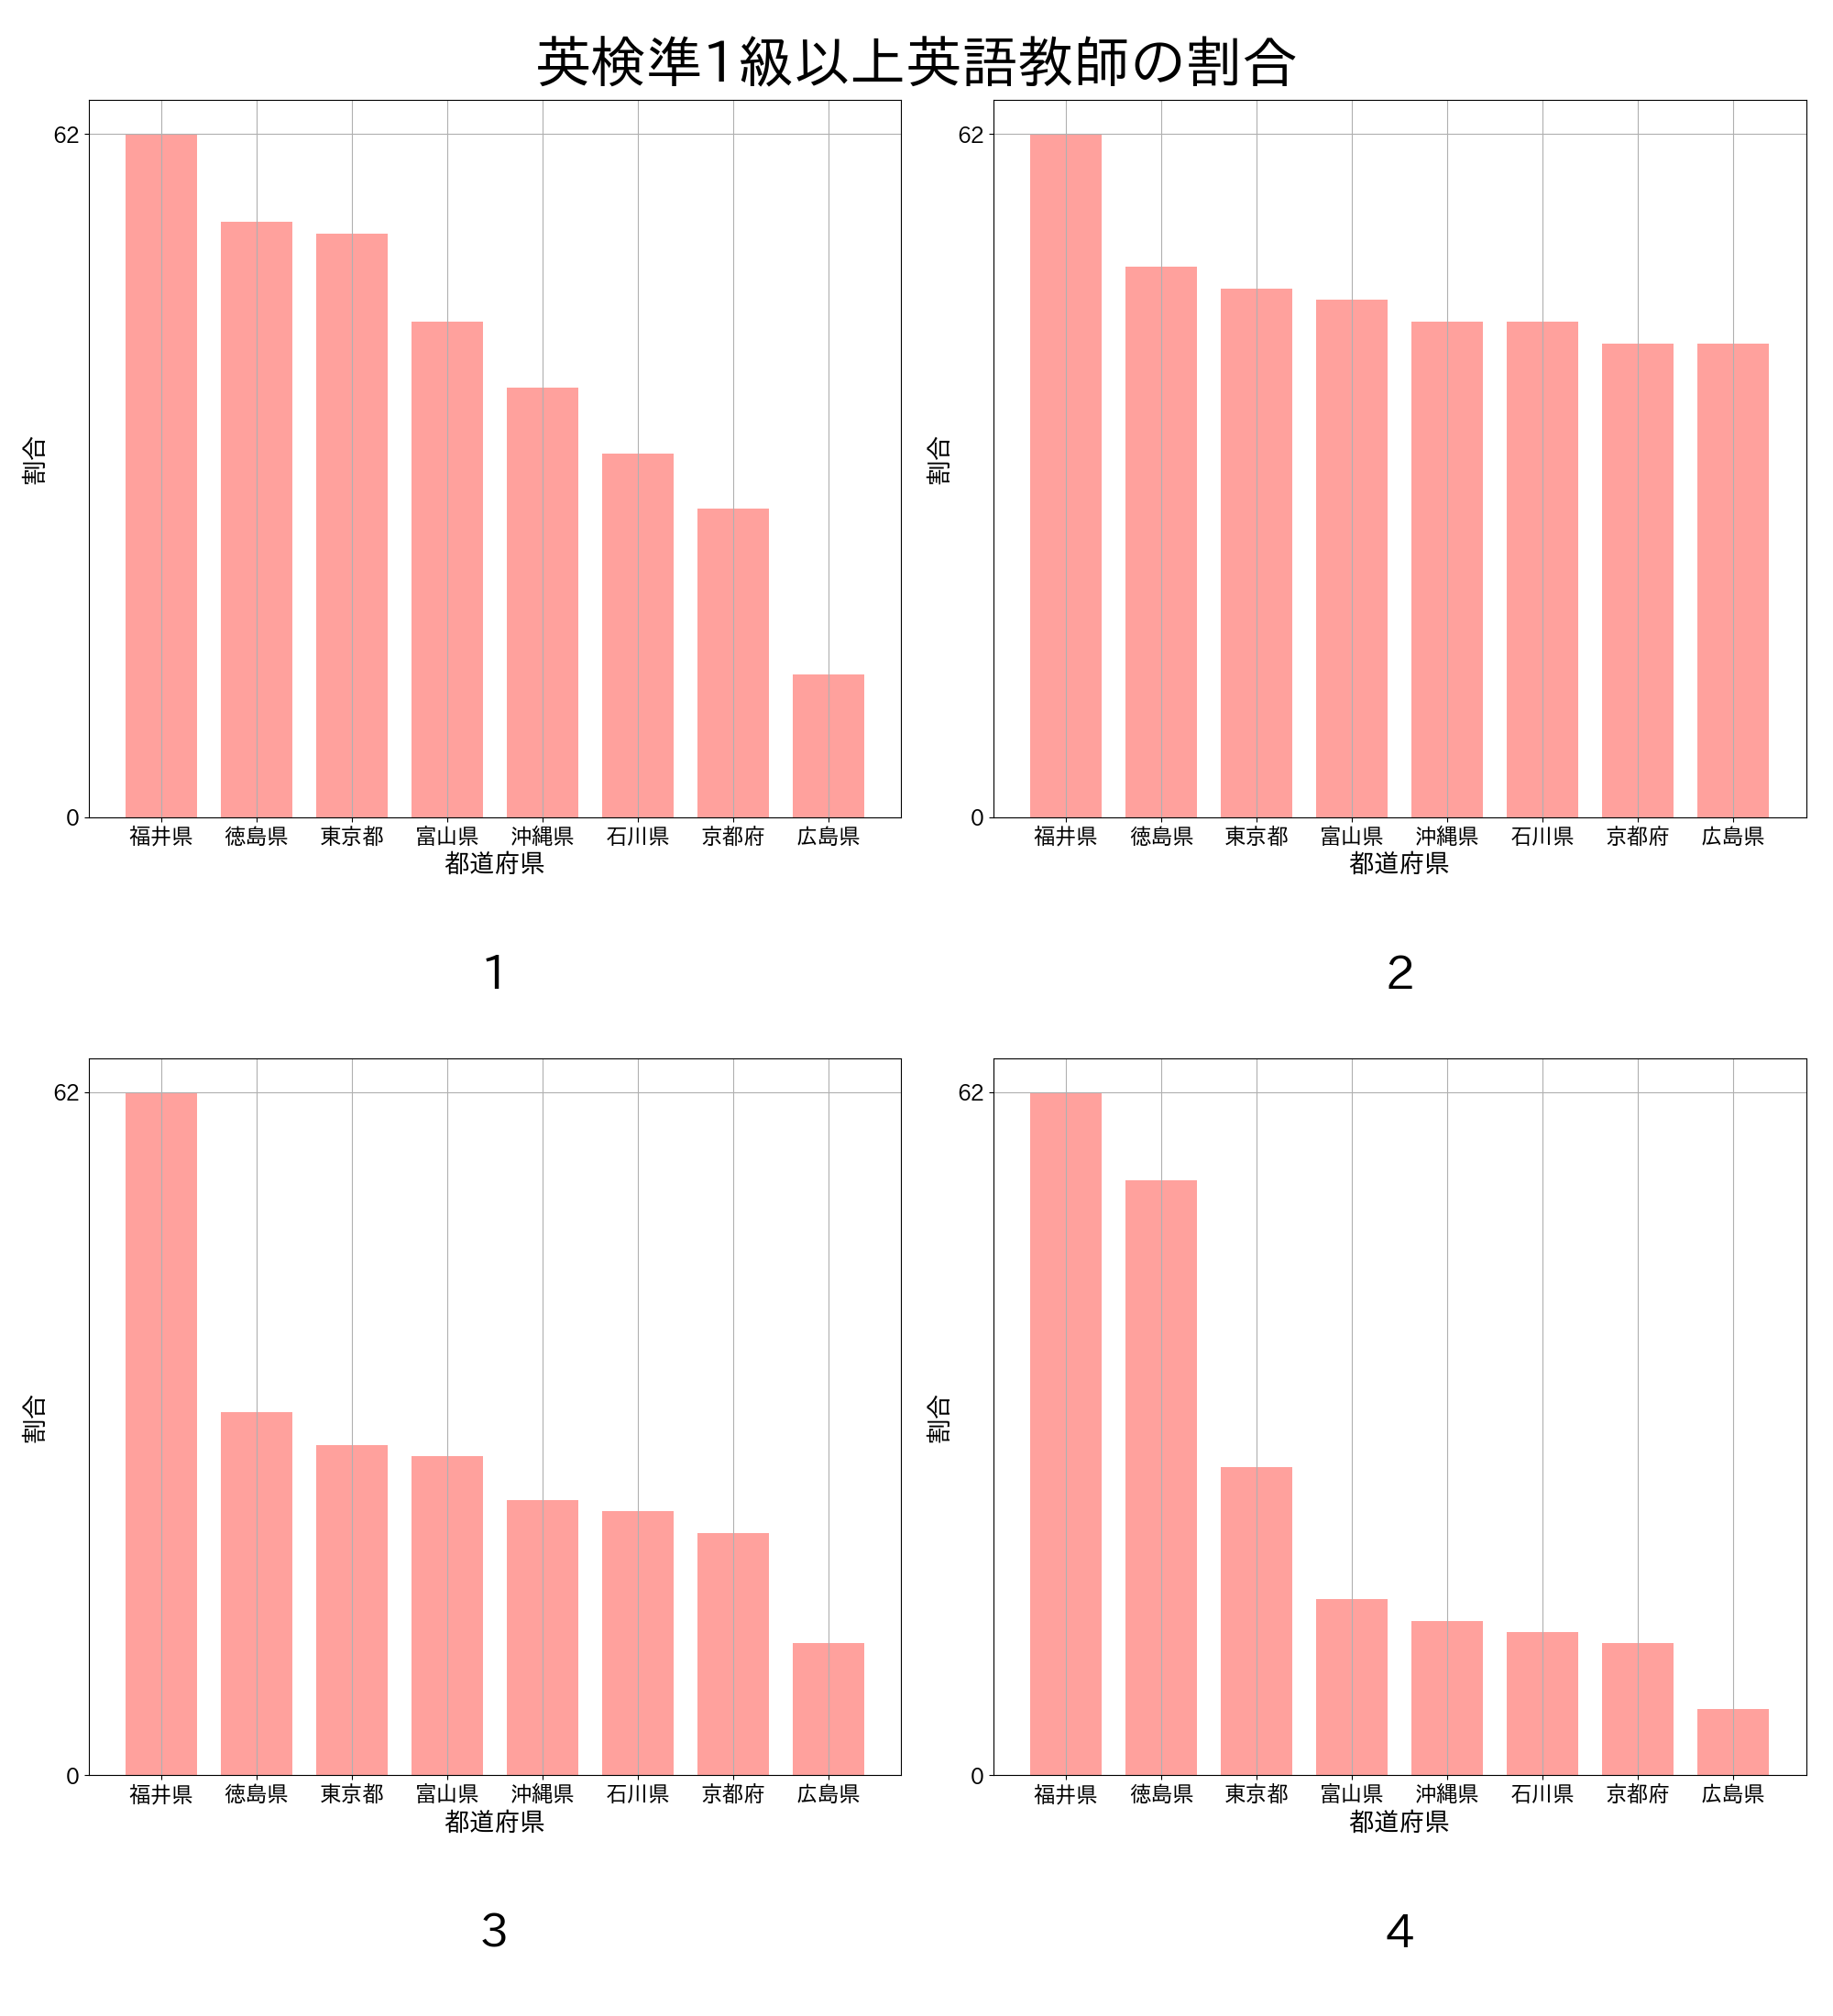 英検準1級以上英語教師の割合
62
0
割合
福井県 徳島県 東京都 富山県 沖縄県 石川県 京都府 広島県
都道府県
1
62
0
割合
福井県 徳島県 東京都 富山県 沖縄県 石川県 京都府 広島県
都道府県
2
62
0
割合
福井県 徳島県 東京都 富山県 沖縄県 石川県 京都府 広島県
都道府県
3
62
0
割合
福井県 徳島県 東京都 富山県 沖縄県 石川県 京都府 広島県
都道府県
4